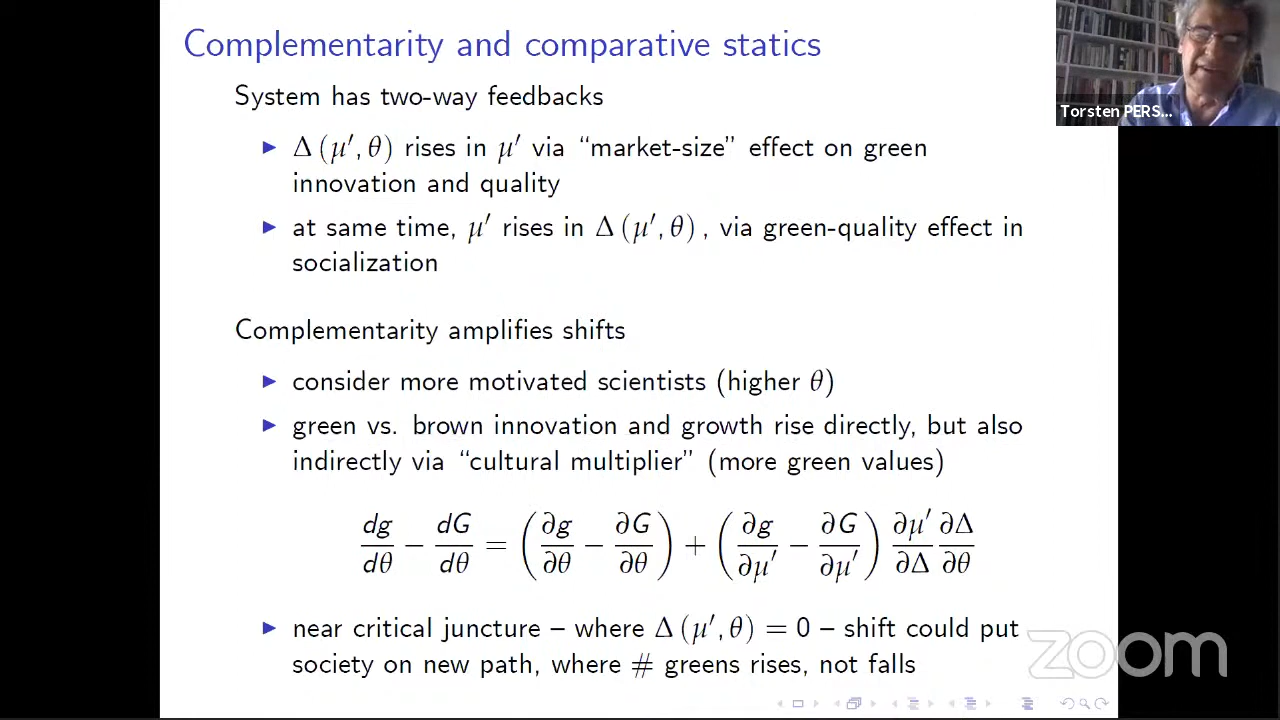 Complementarity and comparative statics
Torsten PERS...
System has two-way feedbacks
▶ Δ (μ′, θ) rises in μ′ via “market-size” effect on green
innovation and quality
▶ at same time, μ′ rises in Δ (μ′, θ) , via green-quality effect in
socialization
Complementarity amplifies shifts
▶ consider more motivated scientists (higher θ)
▶ green vs. brown innovation and growth rise directly, but also
indirectly via “cultural multiplier” (more green values)
dg/dθ − dG/dθ = (∂g/∂θ − ∂G/∂θ) + (∂g/∂μ′ − ∂G/∂μ′) ∂μ′/∂Δ ∂Δ/∂θ
▶ near critical juncture – where Δ (μ′, θ) = 0 – shift could put
society on new path, where # greens rises, not falls
zoom